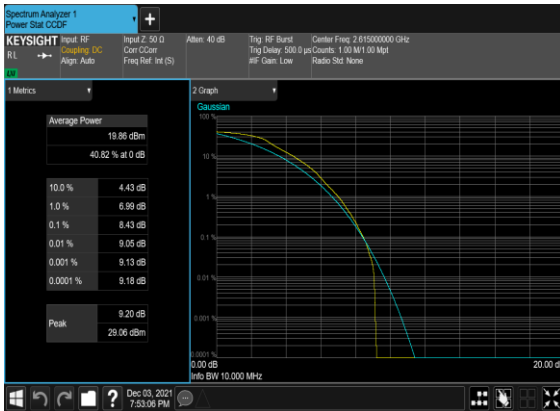 Spectrum Analyzer 1
Power Stat CCDF
KEYSIGHT
RL
Input: RF
Coupling: DC
Align: Auto
Input Z: 50 Ω
Corr CCorr
Freq Ref: Int (S)
Atten: 40 dB
Trig: RF Burst
Trig Delay: 500.0 µs
#IF Gain: Low
Center Freq: 2.615000000 GHz
Counts: 1.00 M/1.00 Mpt
Radio Std: None
1 Metrics
Average Power
19.86 dBm
40.82 % at 0 dB
10.0 % 4.43 dB
1.0 % 6.99 dB
0.1 % 8.43 dB
0.01 % 9.05 dB
0.001 % 9.13 dB
0.0001 % 9.18 dB
Peak
9.20 dB
29.06 dBm
2 Graph
Gaussian
100 %
10 %
1 %
0.1 %
0.01 %
0.001 %
0.0001 %
0.00 dB
20.00 d
Info BW 10.000 MHz
Dec 03, 2021
7:53:06 PM